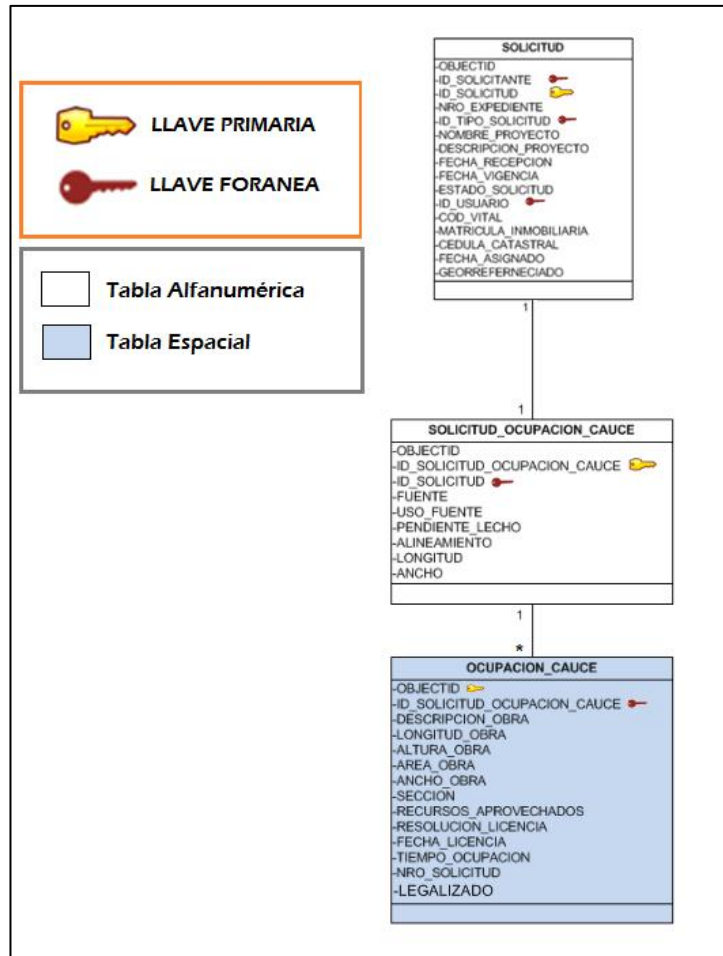 LLAVE PRIMARIA
LLAVE FORANEA
Tabla Alfanumérica
Tabla Espacial
SOLICITUD
-OBJECTID
-ID_SOLICITANTE
-ID_SOLICITUD
-NRO_EXPEDIENTE
-ID_TIPO_SOLICITUD
-NOMBRE_PROYECTO
-DESCRIPCION_PROYECTO
-FECHA_RECEPCION
-FECHA_VIGENCIA
-ESTADO_SOLICITUD
-ID_USUARIO
-COD_VITAL
-MATRICULA_INMOBILIARIA
-CEDULA_CATASTRAL
-FECHA_ASIGNADO
-GEORREFERNECIADO
1
1
SOLICITUD_OCUPACION_CAUCE
-OBJECTID
-ID_SOLICITUD_OCUPACION_CAUCE
-ID_SOLICITUD
-FUENTE
-USO_FUENTE
-PENDIENTE_LECHO
-ALINEAMIENTO
-LONGITUD
-ANCHO
1
*
OCUPACION_CAUCE
-OBJECTID
-ID_SOLICITUD_OCUPACION_CAUCE
-DESCRIPCION_OBRA
-LONGITUD_OBRA
-ALTURA_OBRA
-AREA_OBRA
-ANCHO_OBRA
-SECCION
-RECURSOS_APROVECHADOS
-RESOLUCION_LICENCIA
-FECHA_LICENCIA
-TIEMPO_OCUPACION
-NRO_SOLICITUD
-LEGALIZADO